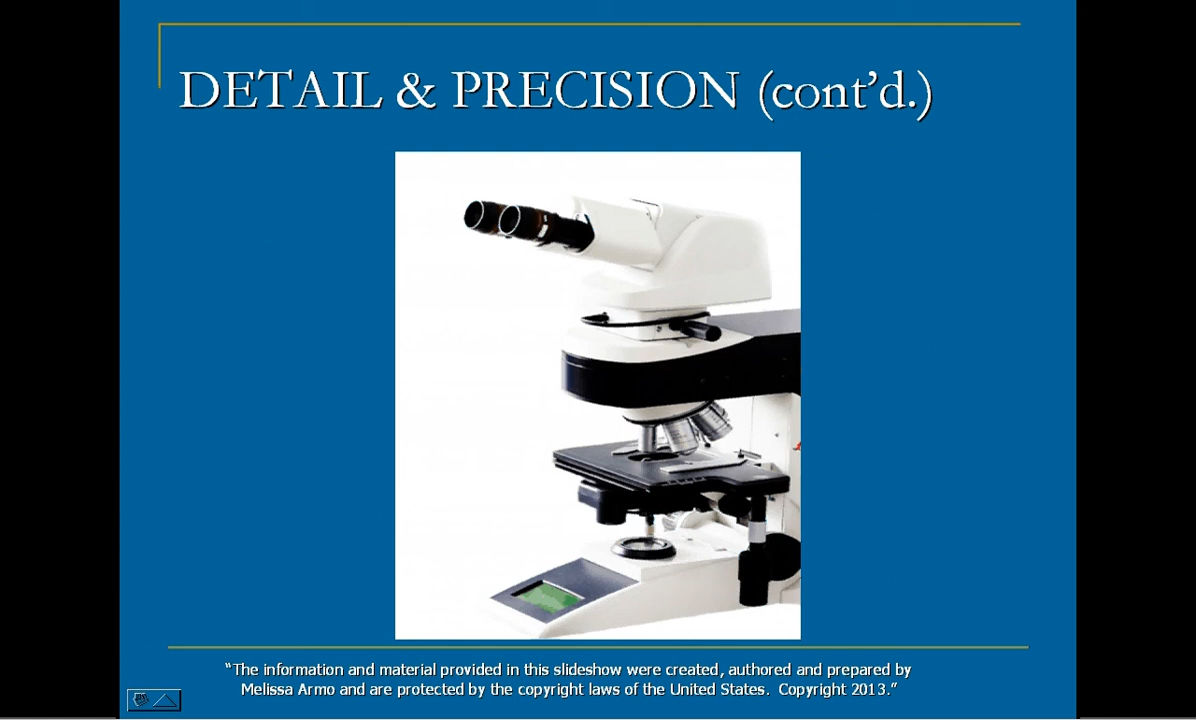 DETAIL & PRECISION (cont’d.)
“The information and material provided in this slideshow were created, authored and prepared by
Melissa Armo and are protected by the copyright laws of the United States.  Copyright 2013.”